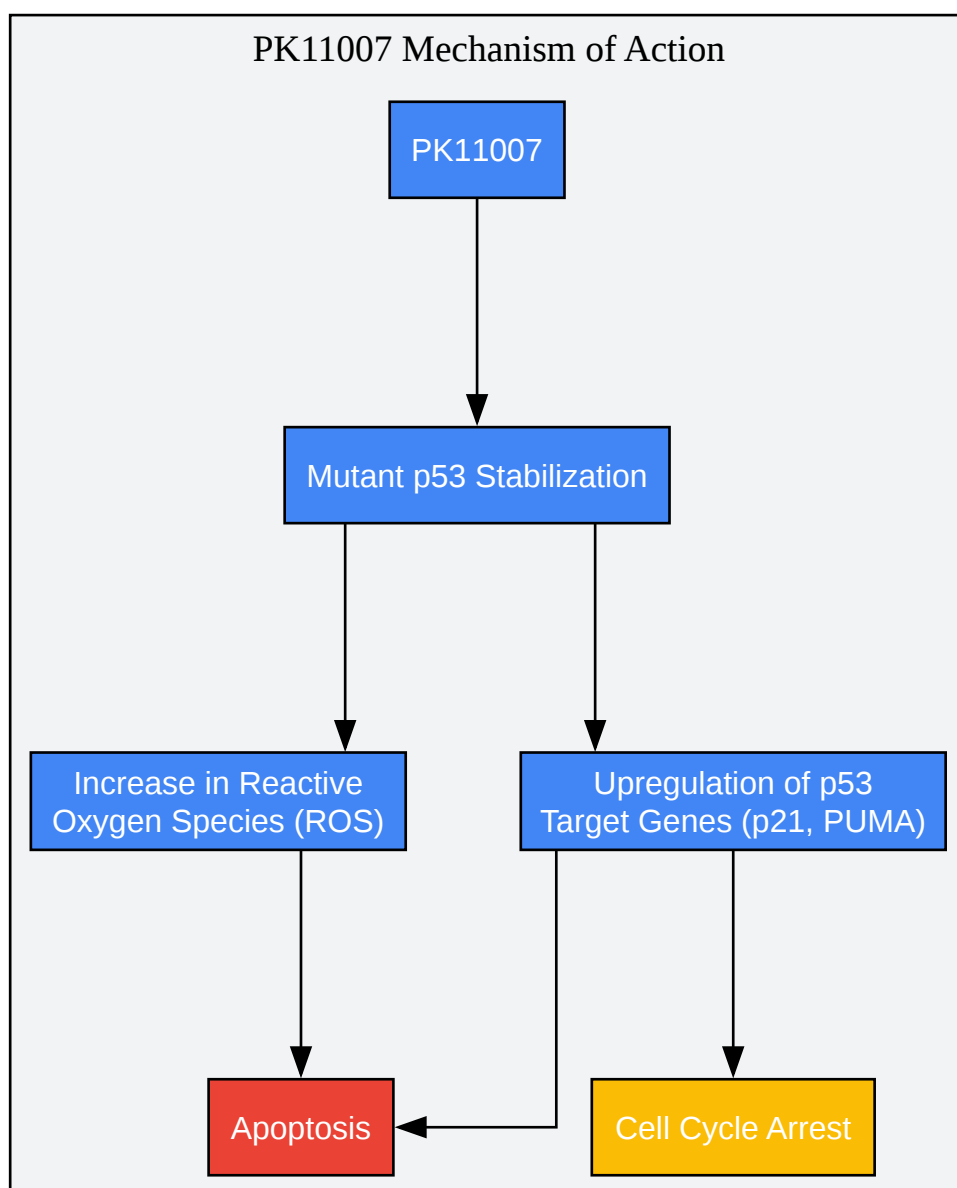 PK11007 Mechanism of Action
PK11007
Mutant p53 Stabilization
Increase in Reactive
Oxygen Species (ROS)
Upregulation of p53
Target Genes (p21, PUMA)
Apoptosis
Cell Cycle Arrest